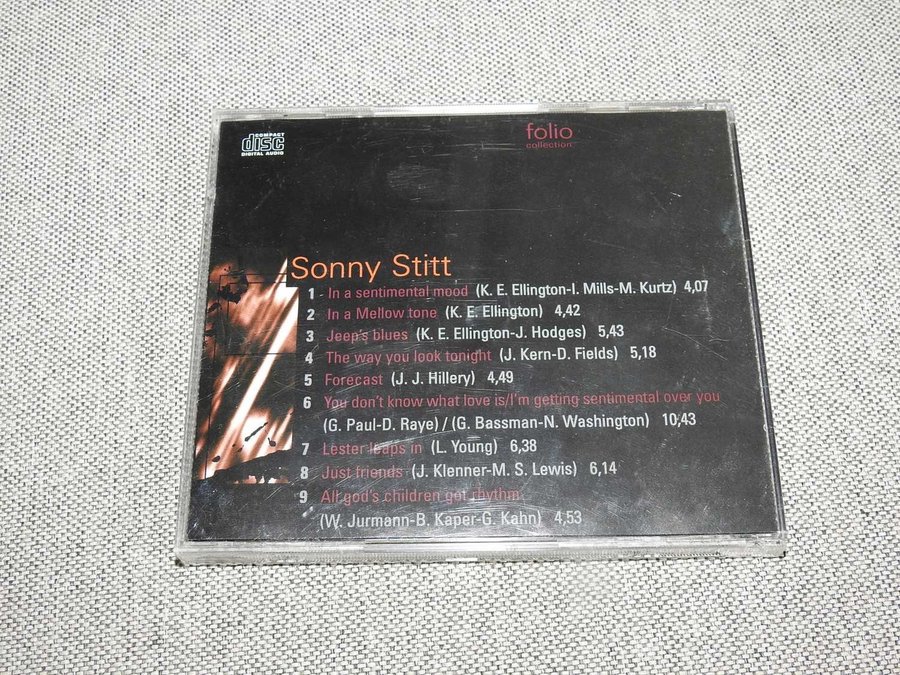 COMPACT
disc
DIGITAL AUDIO
folio
collection
Sonny Stitt
1 In a sentimental mood (K. E. Ellington-I. Mills-M. Kurtz) 4,07
2 In a Mellow tone (K. E. Ellington) 4,42
3 Jeep's blues (K. E. Ellington-J. Hodges) 5,43
4 The way you look tonight (J. Kern-D. Fields) 5,18
5 Forecast (J. J. Hillery) 4,49
6 You don't know what love is/I'm getting sentimental over you
(G. Paul-D. Raye) / (G. Bassman-N. Washington) 10,43
7 Lester leaps in (L. Young) 6,38
8 Just friends (J. Klenner-M. S. Lewis) 6,14
9 All god's children got rhythm
(W. Jurmann-B. Kaper-G. Kahn) 4,53